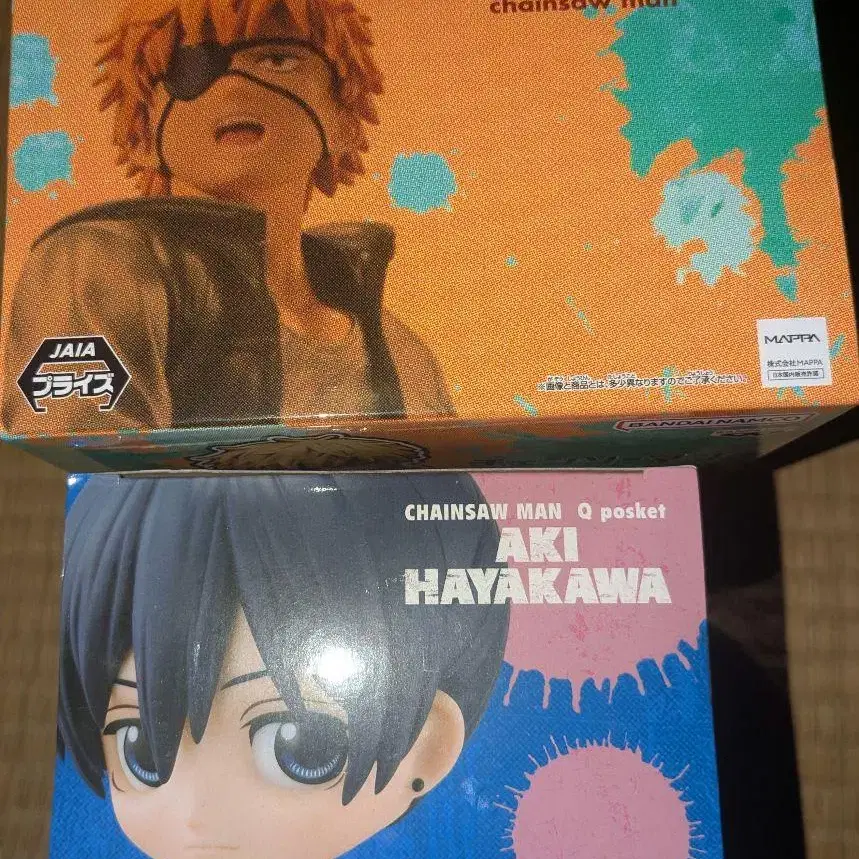 chainsaw man
JAIA
プライズ
MAPPA
株式会社MAPPA
日本国内販売許諾
※画像と商品とは、多少異なりますのでご了承ください。
BANDAI NAMCO
CHAINSAW MAN Q posket
AKI
HAYAKAWA